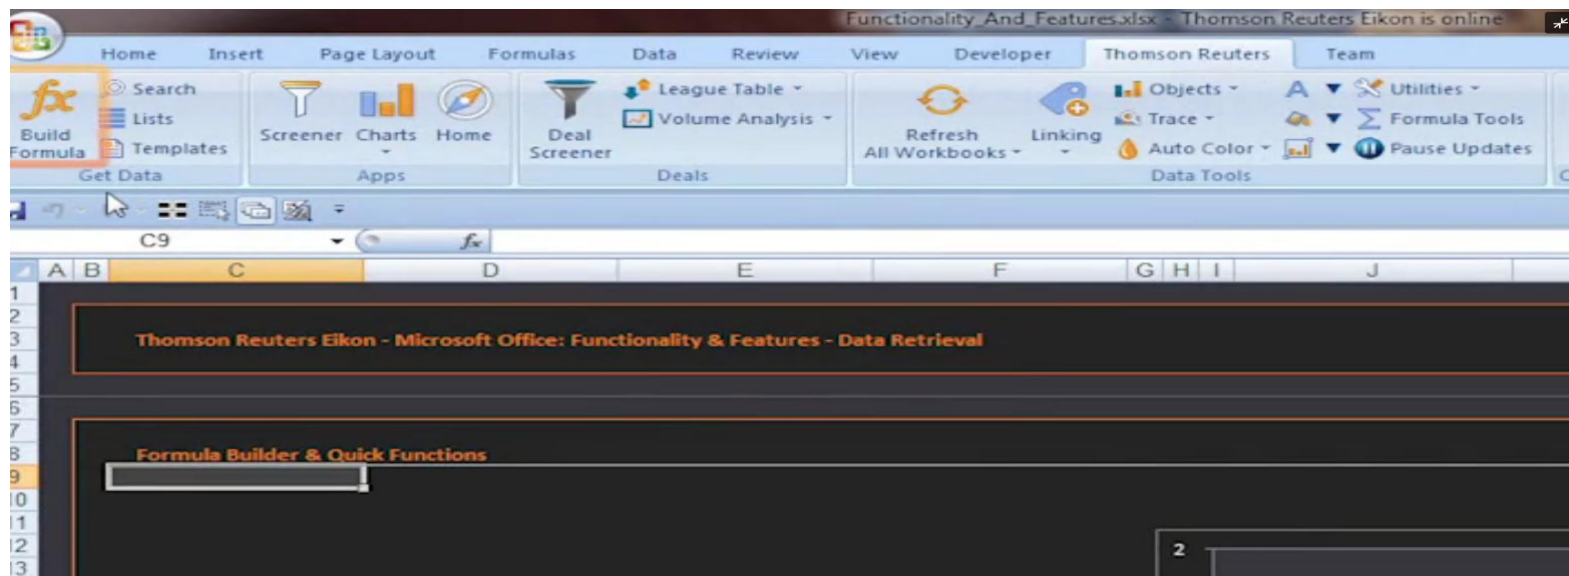 Functionality_And_Features.xlsx - Thomson Reuters Eikon is online
Home Insert Page Layout Formulas Data Review View Developer Thomson Reuters Team
fx Build Formula
Search
Lists
Templates
Get Data
Screener Charts Home
Apps
Deal Screener
League Table
Volume Analysis
Deals
Refresh All Workbooks
Linking
Objects
Trace
Auto Color
A
Utilities
Formula Tools
Pause Updates
Data Tools
C9 fx
A B C D E F G H I J
1
2
3 Thomson Reuters Eikon - Microsoft Office: Functionality & Features - Data Retrieval
4
5
6
7
8 Formula Builder & Quick Functions
9
10
11
12 2
13